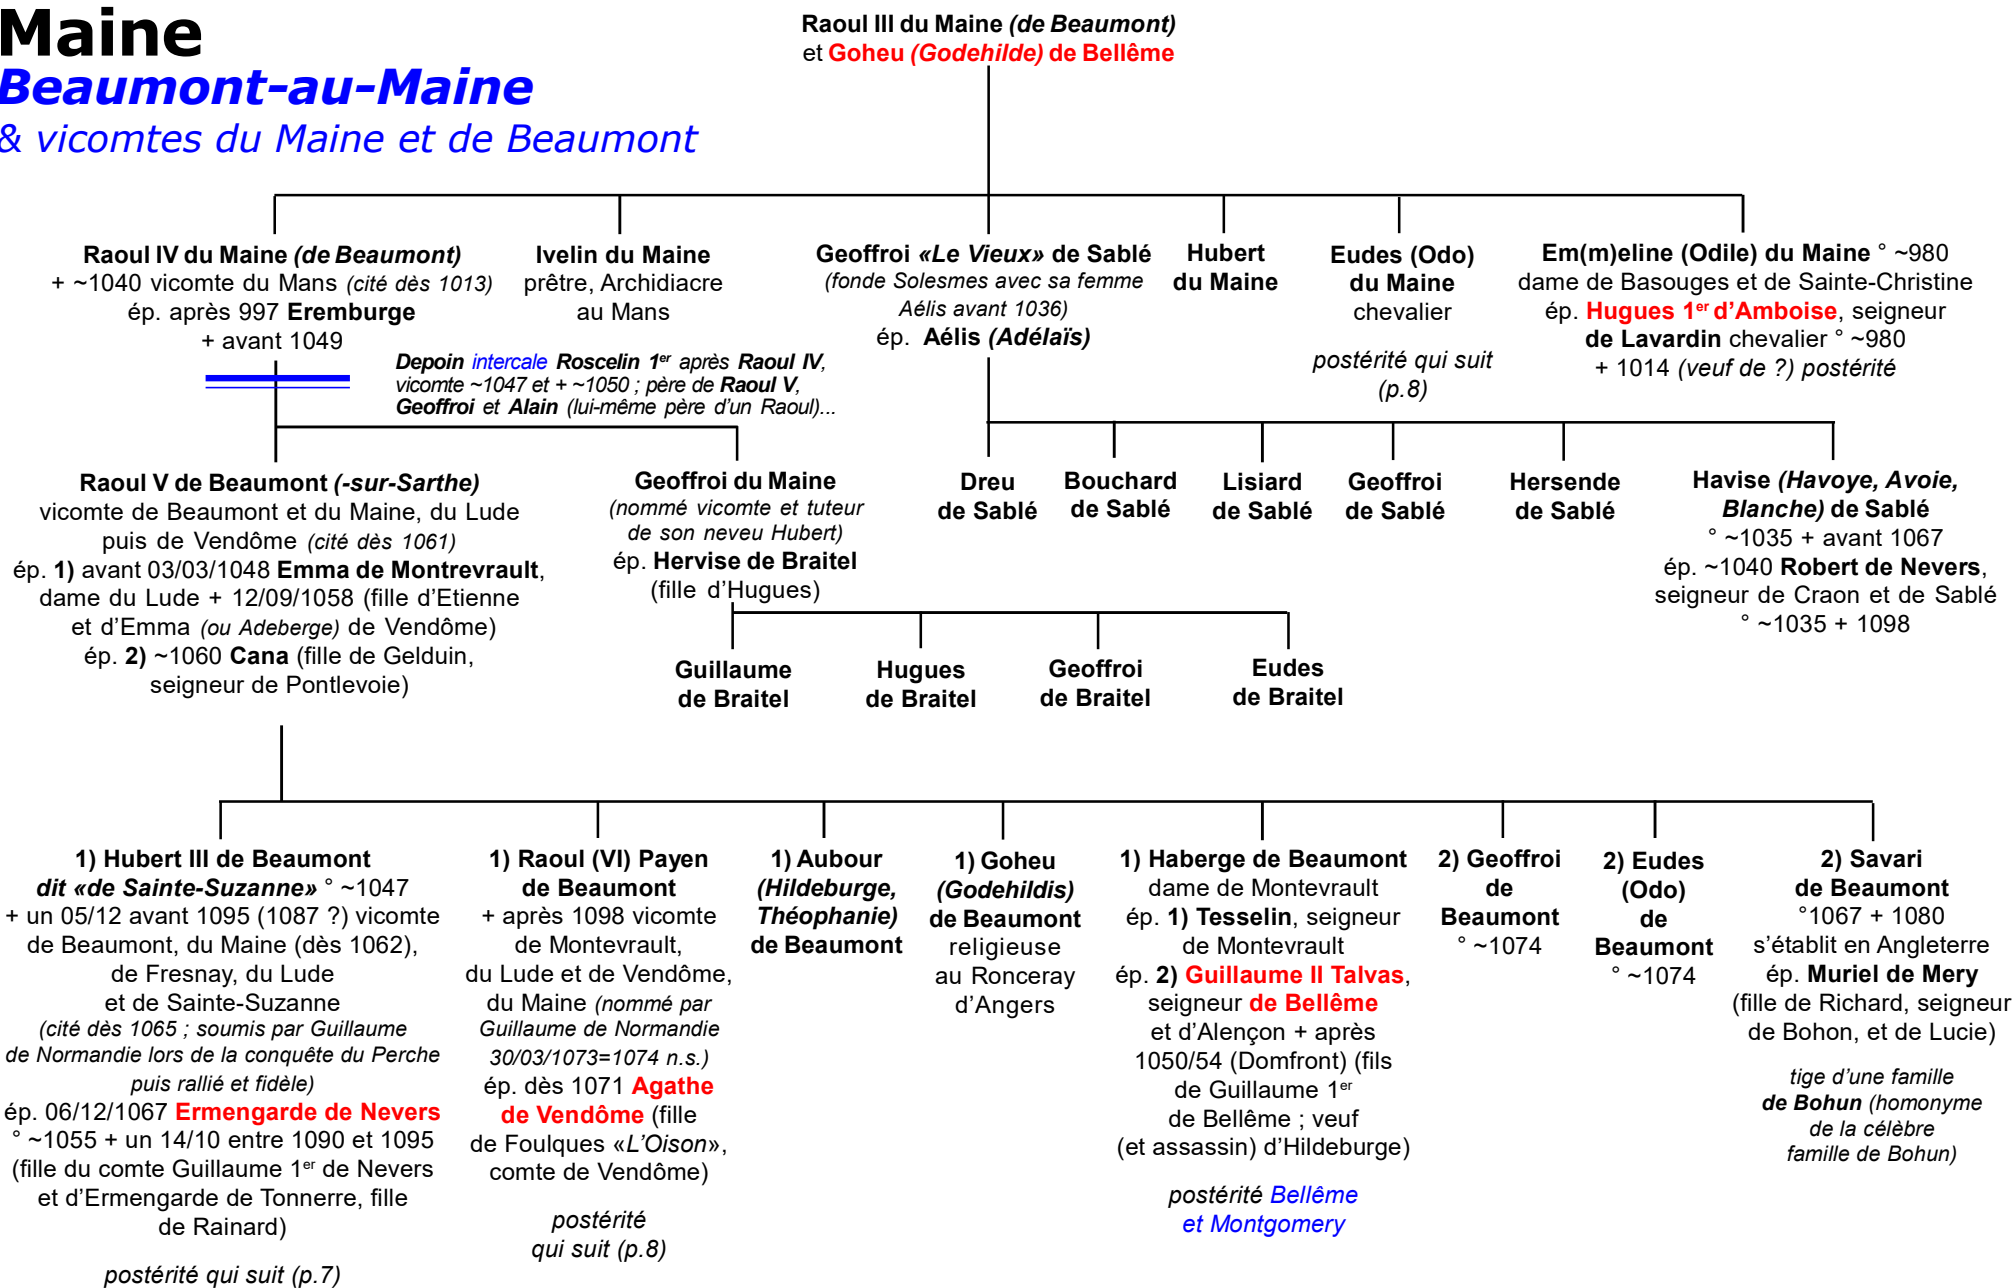 Maine
Beaumont-au-Maine
& vicomtes du Maine et de Beaumont
Raoul III du Maine (de Beaumont)
et Goheu (Godehilde) de Bellême
Raoul IV du Maine (de Beaumont)
+ ~1040 vicomte du Mans (cité dès 1013)
ép. après 997 Eremburge
+ avant 1049
Ivelin du Maine
prêtre, Archidiacre
au Mans
Geoffroi «Le Vieux» de Sablé
(fonde Solesmes avec sa femme
Aélis avant 1036)
ép. Aélis (Adélaïs)
Hubert
du Maine
Eudes (Odo)
du Maine
chevalier
postérité qui suit
(p.8)
Em(m)eline (Odile) du Maine ° ~980
dame de Basouges et de Sainte-Christine
ép. Hugues 1er d'Amboise, seigneur
de Lavardin chevalier ° ~980
+ 1014 (veuf de ?) postérité
Depoin intercale Roscelin 1er après Raoul IV,
vicomte ~1047 et + ~1050 ; père de Raoul V,
Geoffroi et Alain (lui-même père d'un Raoul)...
Raoul V de Beaumont (-sur-Sarthe)
vicomte de Beaumont et du Maine, du Lude
puis de Vendôme (cité dès 1061)
ép. 1) avant 03/03/1048 Emma de Montrevrault,
dame du Lude + 12/09/1058 (fille d'Etienne
et d'Emma (ou Adeberge) de Vendôme)
ép. 2) ~1060 Cana (fille de Gelduin,
seigneur de Pontlevoie)
Geoffroi du Maine
(nommé vicomte et tuteur
de son neveu Hubert)
ép. Hervise de Braitel
(fille d'Hugues)
Dreu
de Sablé
Bouchard
de Sablé
Lisiard
de Sablé
Geoffroi
de Sablé
Hersende
de Sablé
Havise (Havoye, Avoie,
Blanche) de Sablé
° ~1035 + avant 1067
ép. ~1040 Robert de Nevers,
seigneur de Craon et de Sablé
° ~1035 + 1098
Guillaume
de Braitel
Hugues
de Braitel
Geoffroi
de Braitel
Eudes
de Braitel
1) Hubert III de Beaumont
dit «de Sainte-Suzanne» ° ~1047
+ un 05/12 avant 1095 (1087 ?) vicomte
de Beaumont, du Maine (dès 1062),
de Fresnay, du Lude
et de Sainte-Suzanne
(cité dès 1065 ; soumis par Guillaume
de Normandie lors de la conquête du Perche
puis rallié et fidèle)
ép. 06/12/1067 Ermengarde de Nevers
° ~1055 + un 14/10 entre 1090 et 1095
(fille du comte Guillaume 1er de Nevers
et d'Ermengarde de Tonnerre, fille
de Rainard)
postérité qui suit (p.7)
1) Raoul (VI) Payen
de Beaumont
+ après 1098 vicomte
de Montevrault,
du Lude et de Vendôme,
du Maine (nommé par
Guillaume de Normandie
30/03/1073=1074 n.s.)
ép. dès 1071 Agathe
de Vendôme (fille
de Foulques «L'Oison»,
comte de Vendôme)
postérité
qui suit (p.8)
1) Aubour
(Hildeburge,
Théophanie)
de Beaumont
1) Goheu
(Godehildis)
de Beaumont
religieuse
au Ronceray
d'Angers
1) Haberge de Beaumont
dame de Montevrault
ép. 1) Tesselin, seigneur
de Montevrault
ép. 2) Guillaume II Talvas,
seigneur de Bellême
et d'Alençon + après
1050/54 (Domfront) (fils
de Guillaume 1er
de Bellême ; veuf
(et assassin) d'Hildeburge)
postérité Bellême
et Montgomery
2) Geoffroi
de
Beaumont
° ~1074
2) Eudes
(Odo)
de
Beaumont
° ~1074
2) Savari
de Beaumont
°1067 + 1080
s'établit en Angleterre
ép. Muriel de Mery
(fille de Richard, seigneur
de Bohon, et de Lucie)
tige d'une famille
de Bohun (homonyme
de la célèbre
famille de Bohun)